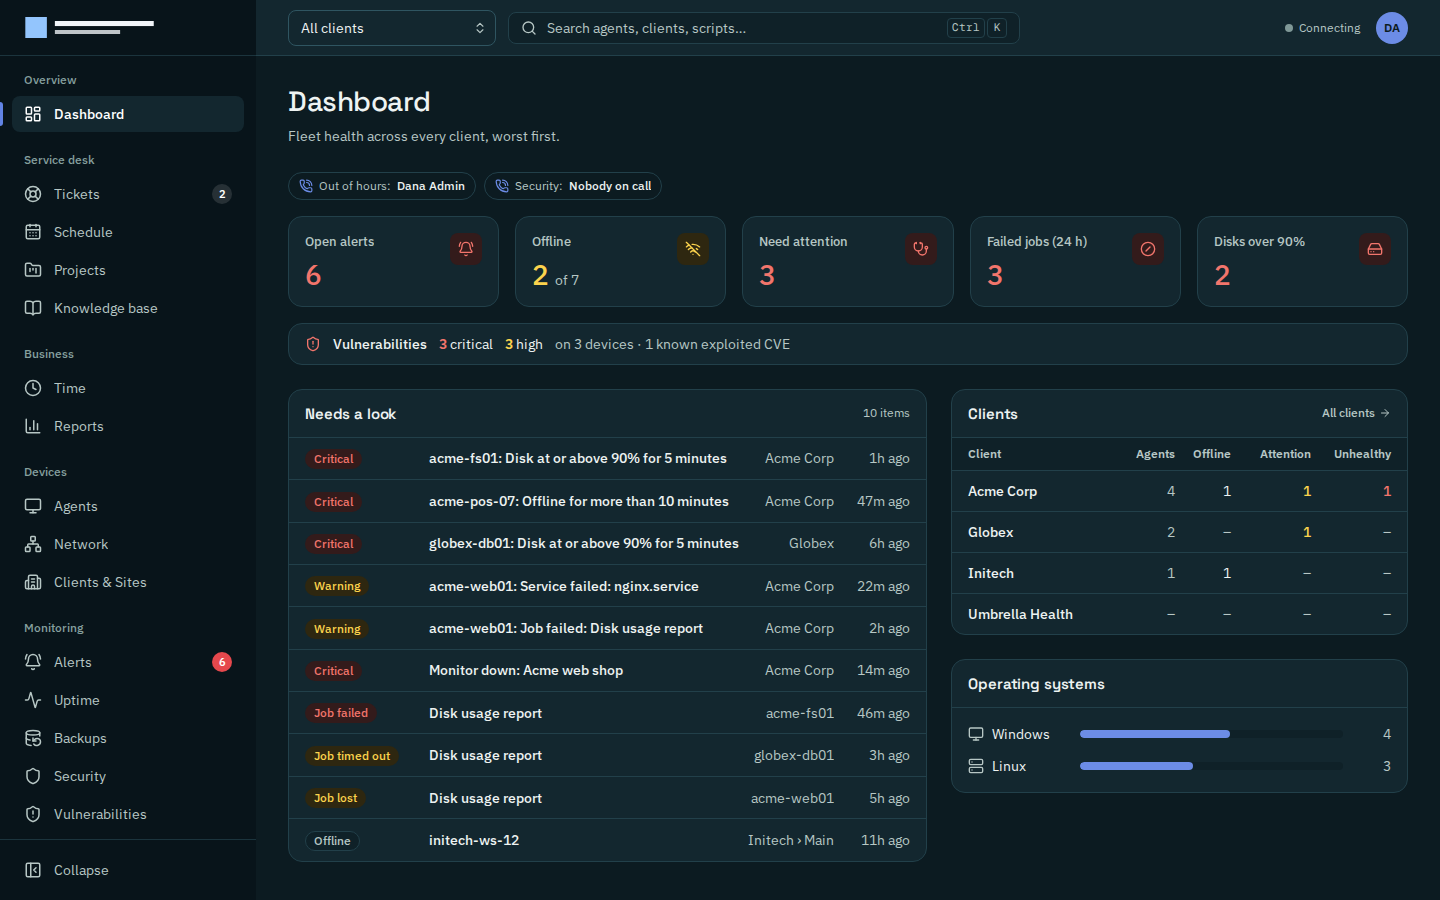 All clients
Search agents, clients, scripts...
Ctrl K
Connecting
DA
Overview
Dashboard
Service desk
Tickets 2
Schedule
Projects
Knowledge base
Business
Time
Reports
Devices
Agents
Network
Clients & Sites
Monitoring
Alerts 6
Uptime
Backups
Security
Vulnerabilities
Collapse
Dashboard
Fleet health across every client, worst first.
Out of hours: Dana Admin
Security: Nobody on call
Open alerts
6
Offline
2 of 7
Need attention
3
Failed jobs (24 h)
3
Disks over 90%
2
Vulnerabilities 3 critical 3 high on 3 devices · 1 known exploited CVE
Needs a look 10 items
Critical acme-fs01: Disk at or above 90% for 5 minutes Acme Corp 1h ago
Critical acme-pos-07: Offline for more than 10 minutes Acme Corp 47m ago
Critical globex-db01: Disk at or above 90% for 5 minutes Globex 6h ago
Warning acme-web01: Service failed: nginx.service Acme Corp 22m ago
Warning acme-web01: Job failed: Disk usage report Acme Corp 2h ago
Critical Monitor down: Acme web shop Acme Corp 14m ago
Job failed Disk usage report acme-fs01 46m ago
Job timed out Disk usage report globex-db01 3h ago
Job lost Disk usage report acme-web01 5h ago
Offline initech-ws-12 Initech › Main 11h ago
Clients All clients →
Client Agents Offline Attention Unhealthy
Acme Corp 4 1 1 1
Globex 2 – 1 –
Initech 1 1 – –
Umbrella Health – – – –
Operating systems
Windows 4
Linux 3